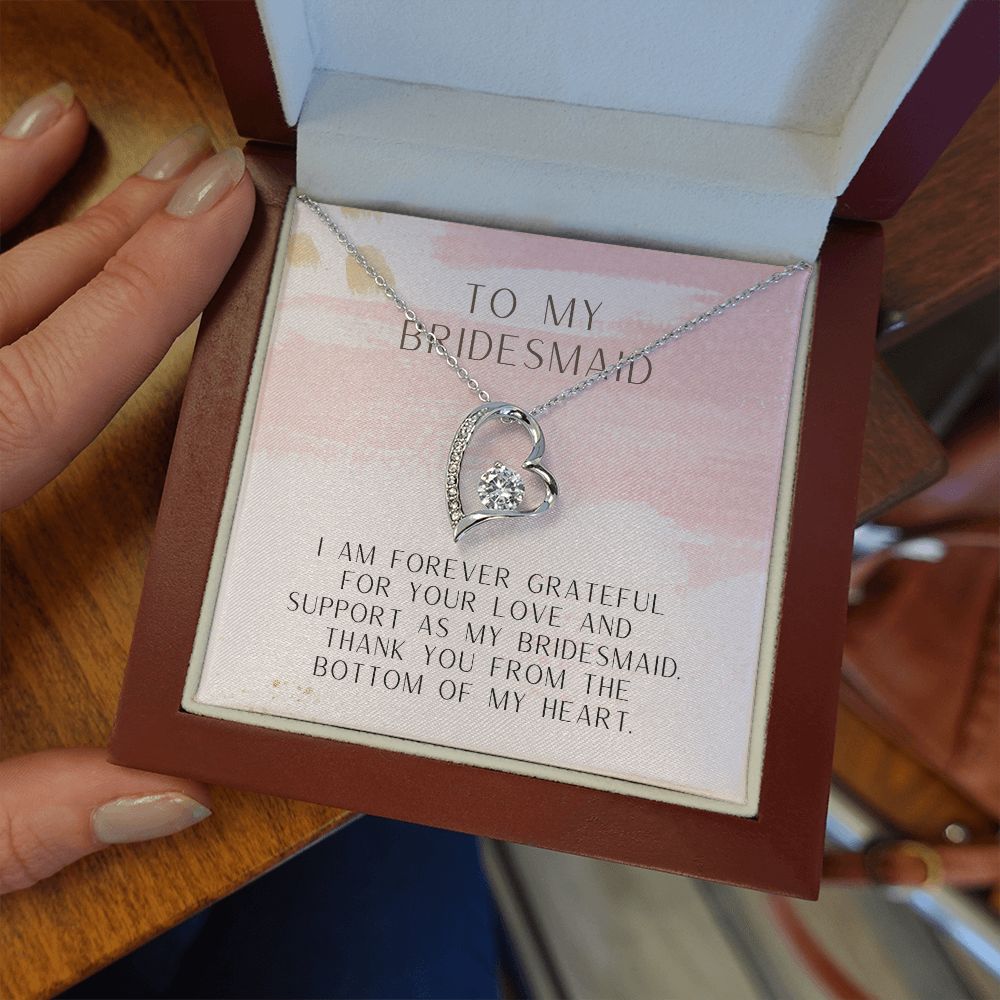 TO MY
BRIDESMAID
I AM FOREVER GRATEFUL
FOR YOUR LOVE AND
SUPPORT AS MY BRIDESMAID.
THANK YOU FROM THE
BOTTOM OF MY HEART.